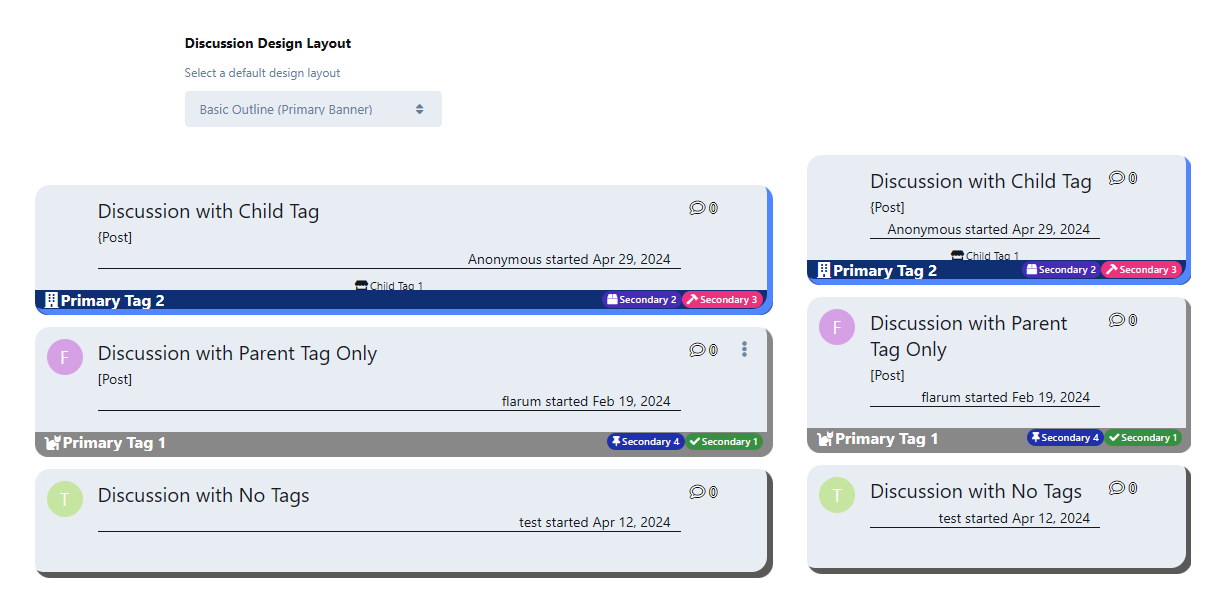 Discussion Design Layout
Select a default design layout
Basic Outline (Primary Banner)
Discussion with Child Tag
0
{Post]
Anonymous started Apr 29, 2024
Child Tag 1
Primary Tag 2
Secondary 2
Secondary 3
F
Discussion with Parent Tag Only
0
[Post]
flarum started Feb 19, 2024
Primary Tag 1
Secondary 4
Secondary 1
T
Discussion with No Tags
0
test started Apr 12, 2024
Discussion with Child Tag
0
{Post]
Anonymous started Apr 29, 2024
Child Tag 1
Primary Tag 2
Secondary 2
Secondary 3
F
Discussion with Parent
Tag Only
0
[Post]
flarum started Feb 19, 2024
Primary Tag 1
Secondary 4
Secondary 1
T
Discussion with No Tags
0
test started Apr 12, 2024